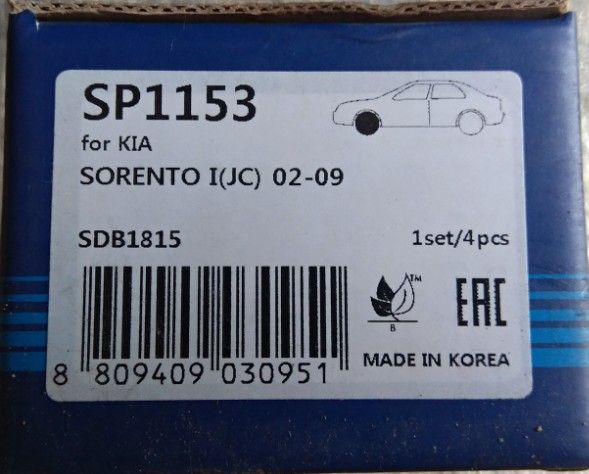 SP1153
for KIA
SORENTO I(JC) 02-09
SDB1815 1set/4pcs
TM
B
EAC
MADE IN KOREA
8 809409 030951